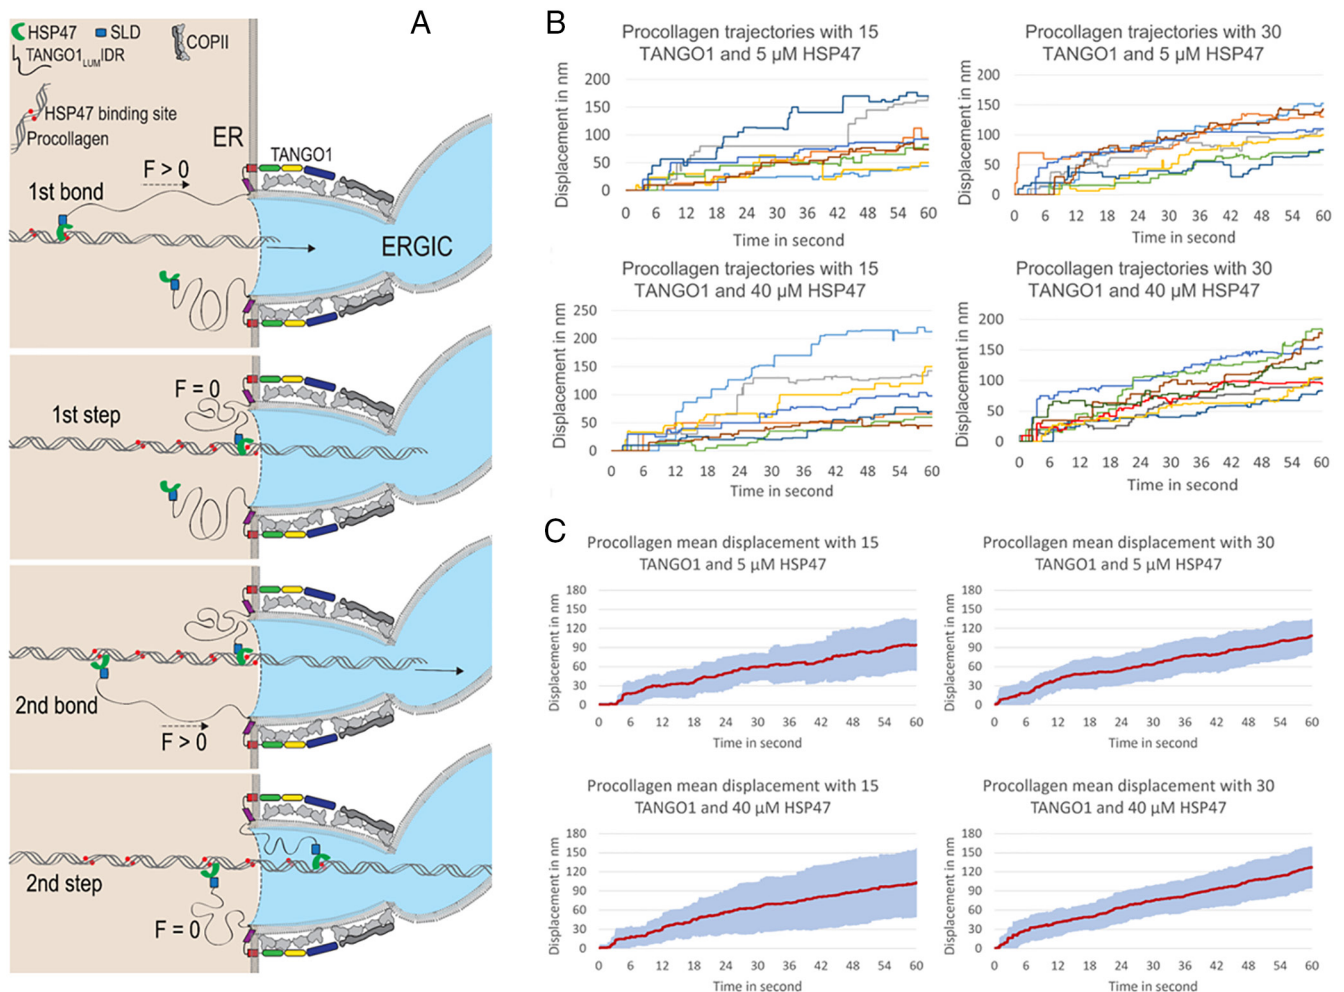 A
HSP47
SLD
COPII
TANGO1LUMIDR
HSP47 binding site
Procollagen
ER
TANGO1
F > 0
1st bond
ERGIC
F = 0
1st step
2nd bond
F > 0
2nd step
F = 0
B
Procollagen trajectories with 15
TANGO1 and 5 µM HSP47
Displacement in nm
200
150
100
50
0
0 6 12 18 24 30 36 42 48 54 60
Time in second
Procollagen trajectories with 30
TANGO1 and 5 µM HSP47
Displacement in nm
200
150
100
50
0
0 6 12 18 24 30 36 42 48 54 60
Time in second
Procollagen trajectories with 15
TANGO1 and 40 µM HSP47
Displacement in nm
250
200
150
100
50
0
0 6 12 18 24 30 36 42 48 54 60
Time in second
Procollagen trajectories with 30
TANGO1 and 40 µM HSP47
Displacement in nm
200
150
100
50
0
0 6 12 18 24 30 36 42 48 54 60
Time in second
C
Procollagen mean displacement with 15
TANGO1 and 5 µM HSP47
Displacement in nm
180
150
120
90
60
30
0
0 6 12 18 24 30 36 42 48 54 60
Time in second
Procollagen mean displacement with 30
TANGO1 and 5 µM HSP47
Displacement in nm
180
150
120
90
60
30
0
0 6 12 18 24 30 36 42 48 54 60
Time in second
Procollagen mean displacement with 15
TANGO1 and 40 µM HSP47
Displacement in nm
180
150
120
90
60
30
0
0 6 12 18 24 30 36 42 48 54 60
Time in second
Procollagen mean displacement with 30
TANGO1 and 40 µM HSP47
Displacement in nm
180
150
120
90
60
30
0
0 6 12 18 24 30 36 42 48 54 60
Time in second